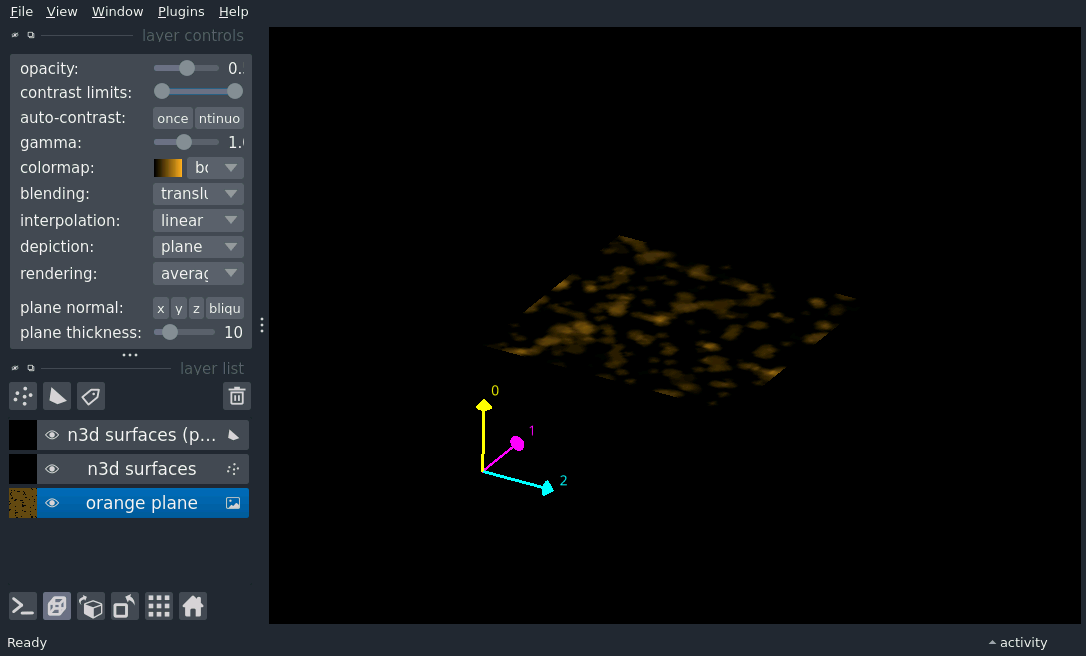 File View Window Plugins Help
layer controls
opacity: 0.
contrast limits:
auto-contrast: once ntinuo
gamma: 1.
colormap: bo
blending: translu
interpolation: linear
depiction: plane
rendering: averag
plane normal: x y z bliqu
plane thickness: 10
layer list
n3d surfaces (p...
n3d surfaces
orange plane
0
1
2
Ready
activity